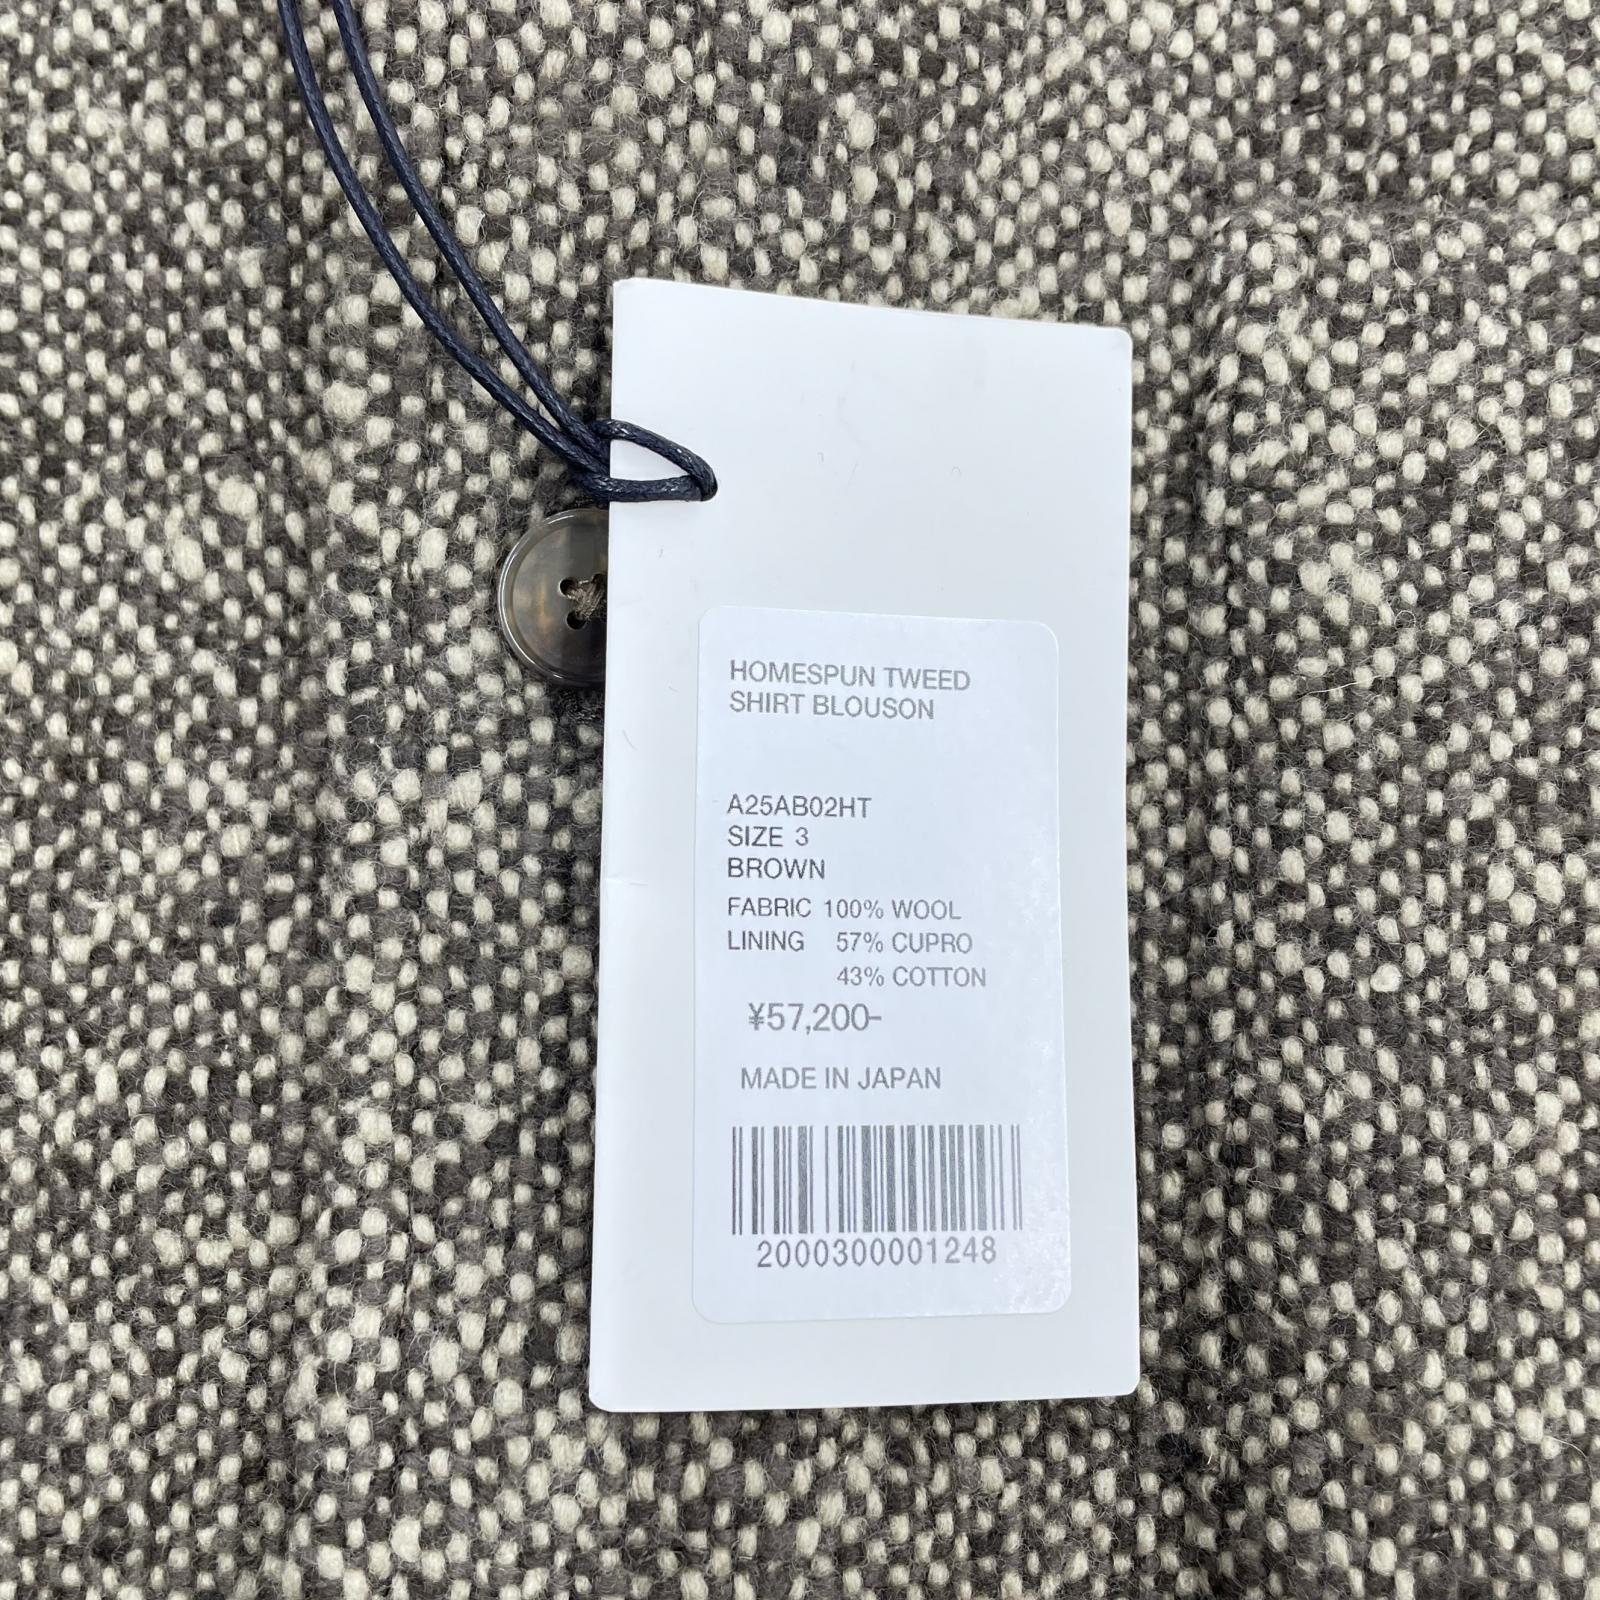 HOMESPUN TWEED
SHIRT BLOUSON
A25AB02HT
SIZE 3
BROWN
FABRIC 100% WOOL
LINING 57% CUPRO
43% COTTON
¥57,200-
MADE IN JAPAN
2000300001248